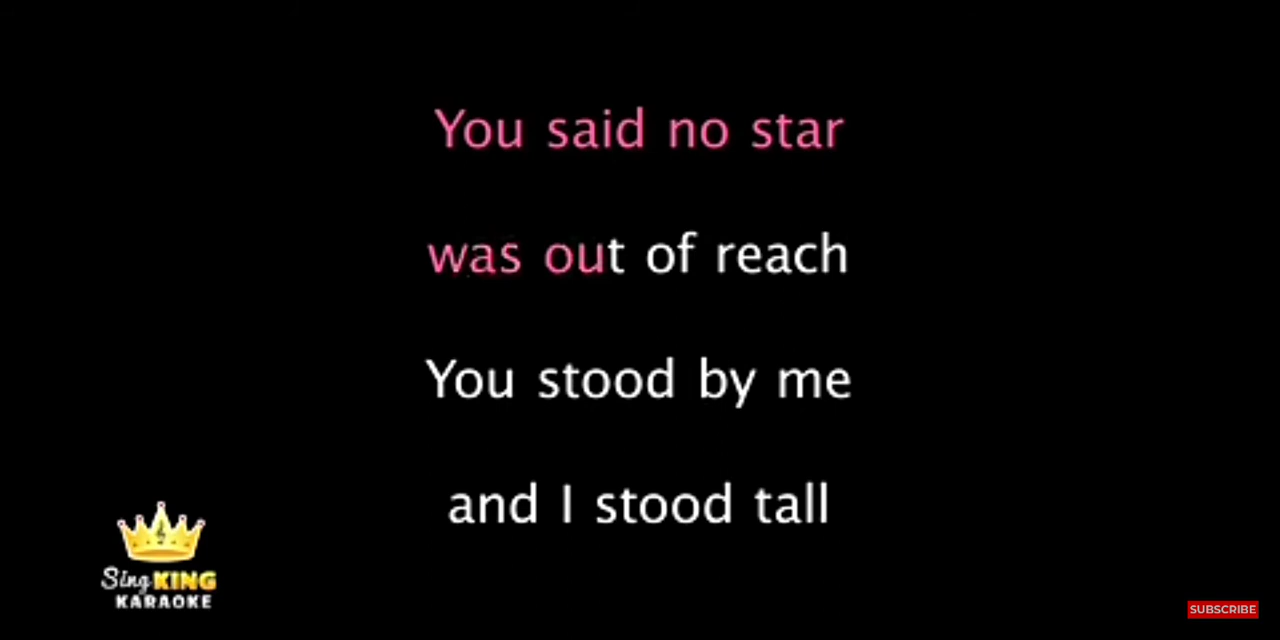 You said no star
was out of reach
You stood by me
and I stood tall
Sing KING
KARAOKE
SUBSCRIBE